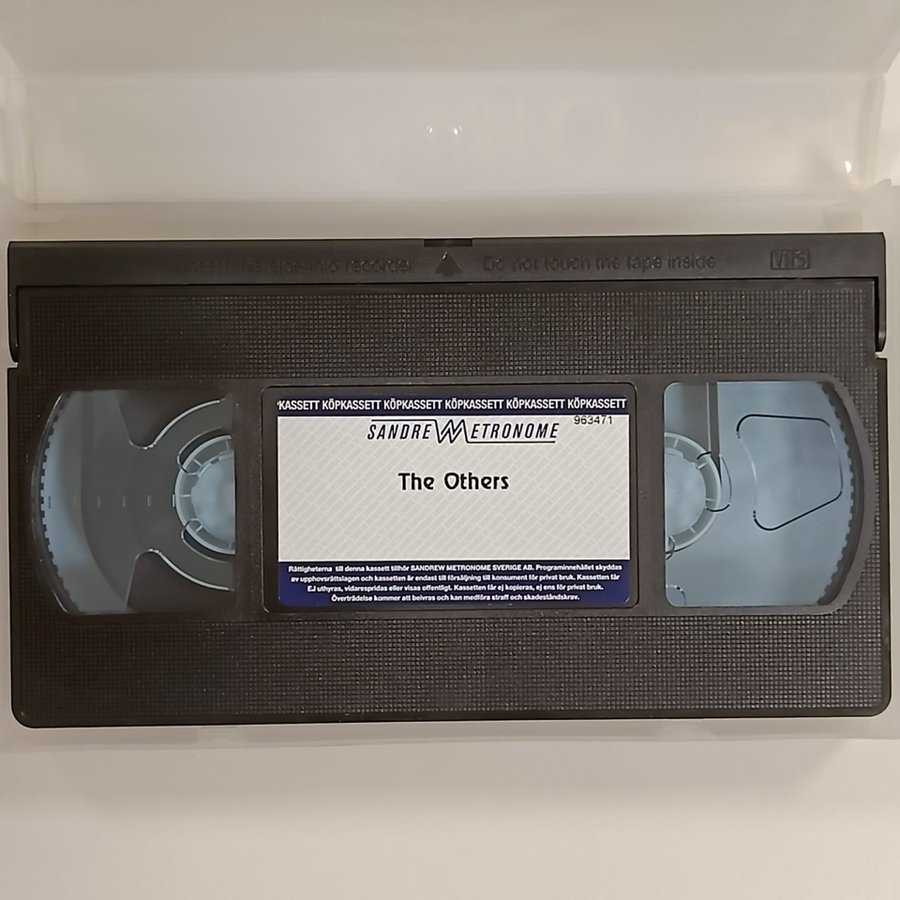 Insert this side into recorder Do not touch the tape inside VHS
'KASSETT KÖPKASSETT KÖPKASSETT KÖPKASSETT KÖPKASSETT KÖPKASSETT
963471
SANDREWMETRONOME
The Others
Rättigheterna till denna kassett tillhör SANDREW METRONOME SVERIGE AB. Programinnehållet skyddas
av upphovsrättslagen och kassetten är endast till försäljning till konsument för privat bruk. Kassetten får
EJ uthyras, vidarespridas eller visas offentligt. Kassetten får ej kopieras, ej ens för privat bruk.
Överträdelse kommer att beivras och kan medföra straff och skadeståndskrav.